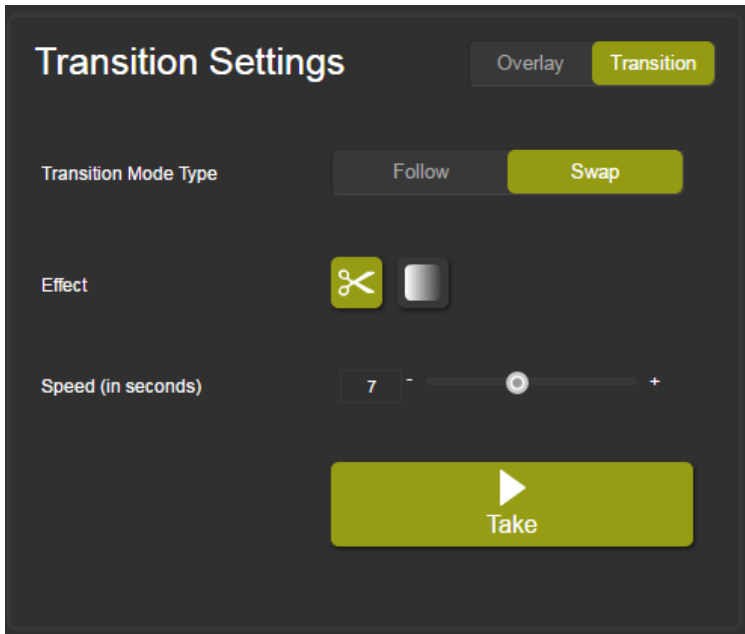 Transition Settings
Overlay
Transition
Transition Mode Type
Follow
Swap
Effect
Speed (in seconds)
7
-
+
Take